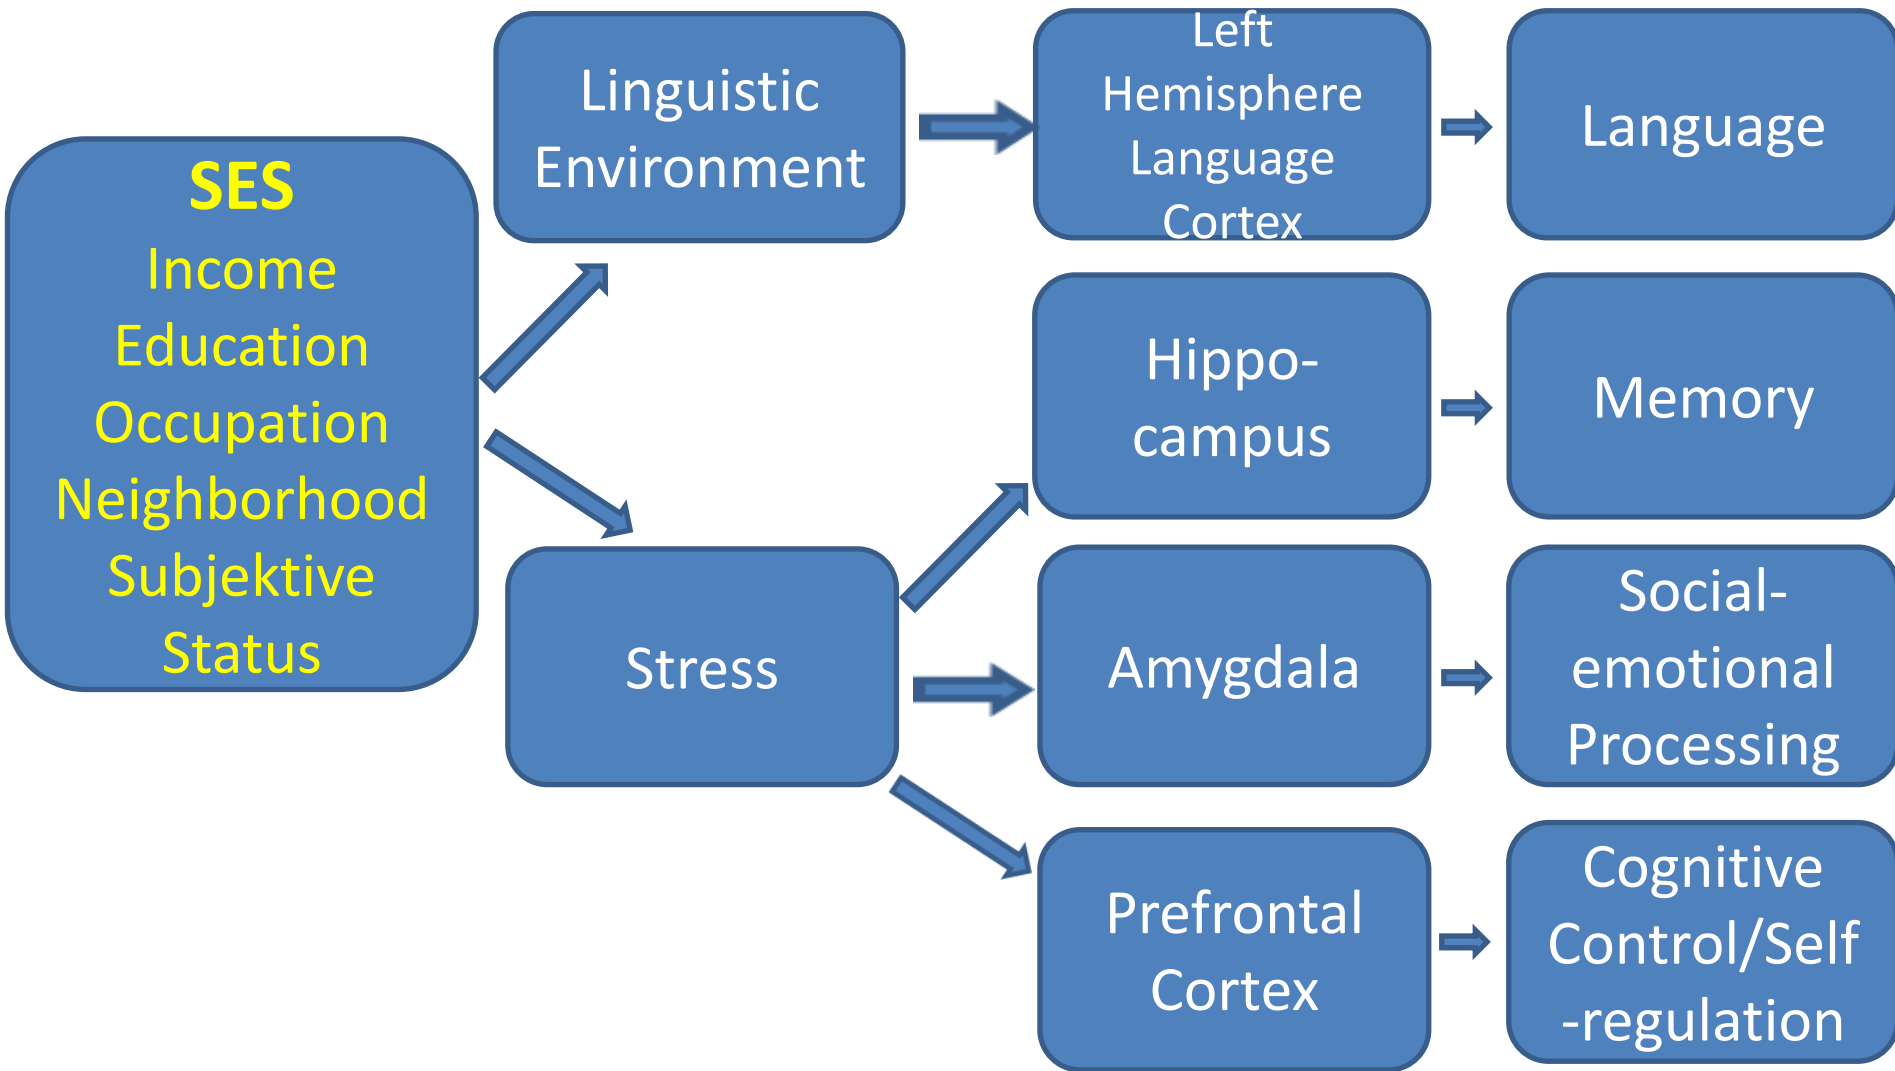 SES
Income
Education
Occupation
Neighborhood
Subjektive
Status
Linguistic
Environment
Stress
Left
Hemisphere
Language
Cortex
Hippo-
campus
Amygdala
Prefrontal
Cortex
Language
Memory
Social-
emotional
Processing
Cognitive
Control/Self
-regulation